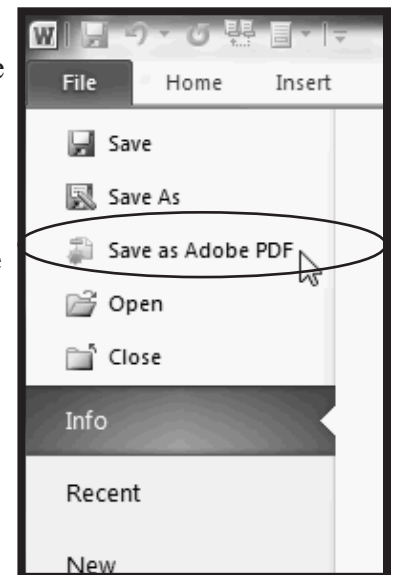 W
e
File Home Insert
Save
Save As
Save as Adobe PDF
e
Open
Close
Info
Recent
New